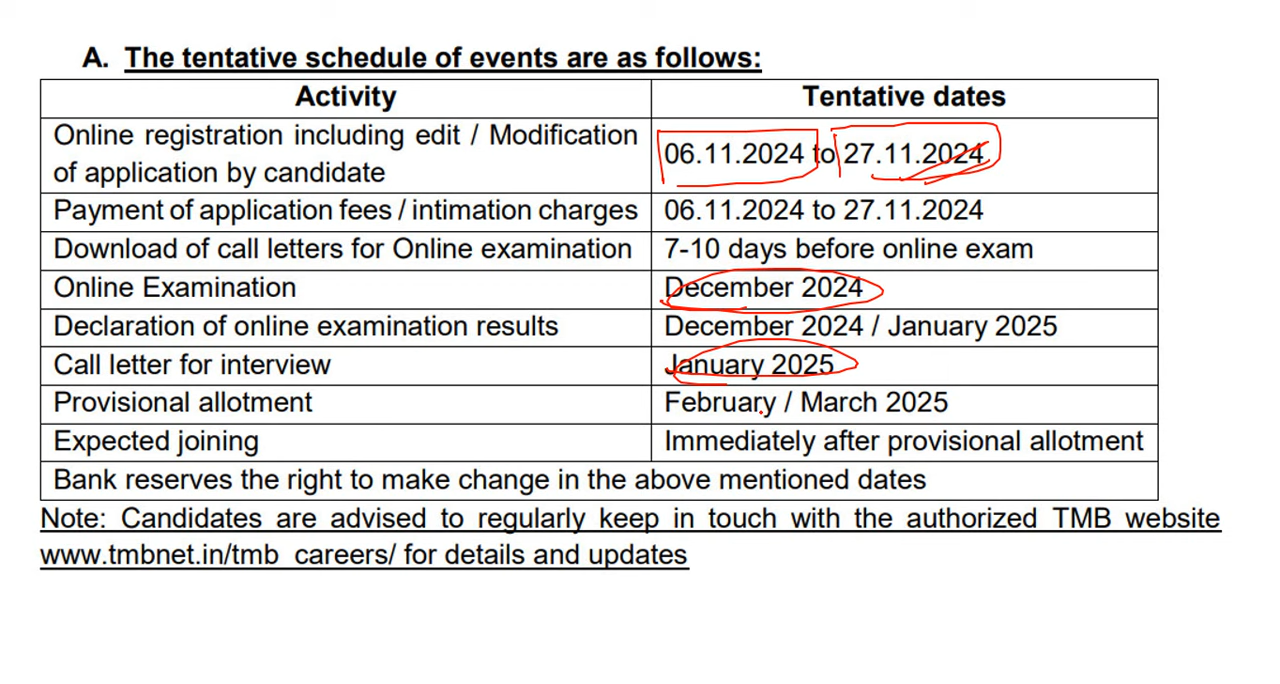 A. The tentative schedule of events are as follows:
Activity Tentative dates
Online registration including edit / Modification
of application by candidate 06.11.2024 to 27.11.2024
Payment of application fees / intimation charges 06.11.2024 to 27.11.2024
Download of call letters for Online examination 7-10 days before online exam
Online Examination December 2024
Declaration of online examination results December 2024 / January 2025
Call letter for interview January 2025
Provisional allotment February / March 2025
Expected joining Immediately after provisional allotment
Bank reserves the right to make change in the above mentioned dates
Note: Candidates are advised to regularly keep in touch with the authorized TMB website
www.tmbnet.in/tmb_careers/ for details and updates